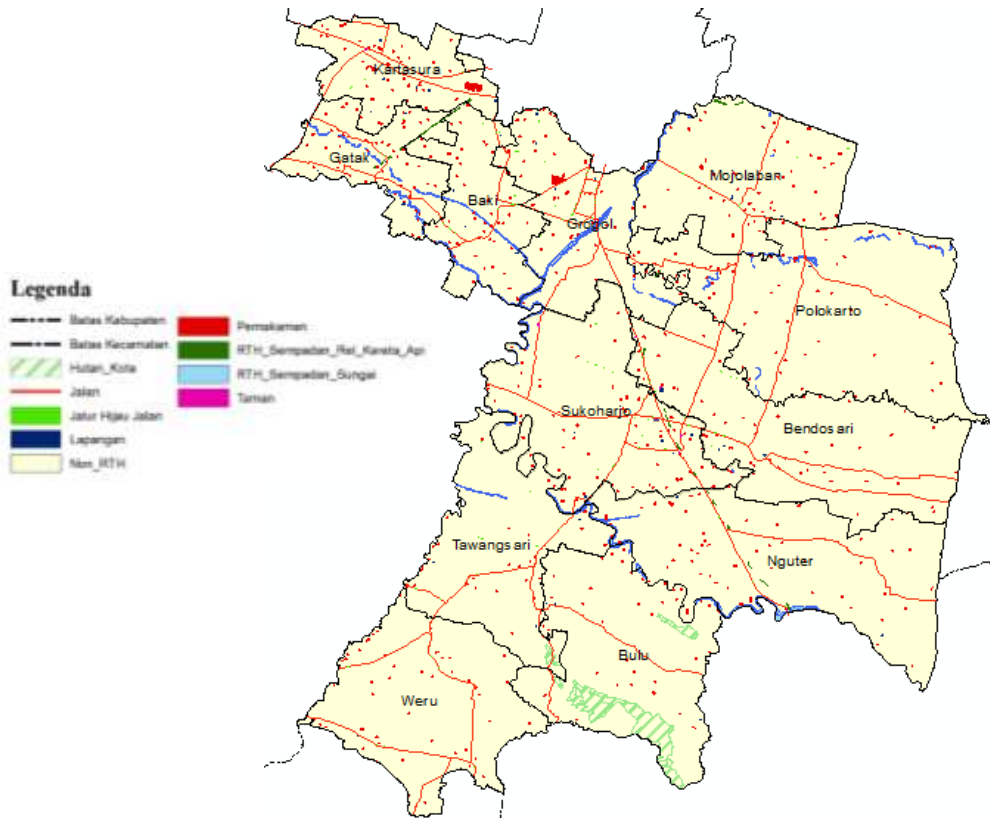 Kartasura
Gatak
Baki
Grogol
Mojolaban
Polokarto
Sukoharjo
Bendosari
Tawangsari
Nguter
Bulu
Weru
Legenda
Batas Kabupaten
Batas Kecamatan
Hutan_Kota
Jalan
Jalur Hijau Jalan
Lapangan
Non_RTH
Pemakaman
RTH_Sempadan_Rel_Kereta_Api
RTH_Sempadan_Sungai
Taman